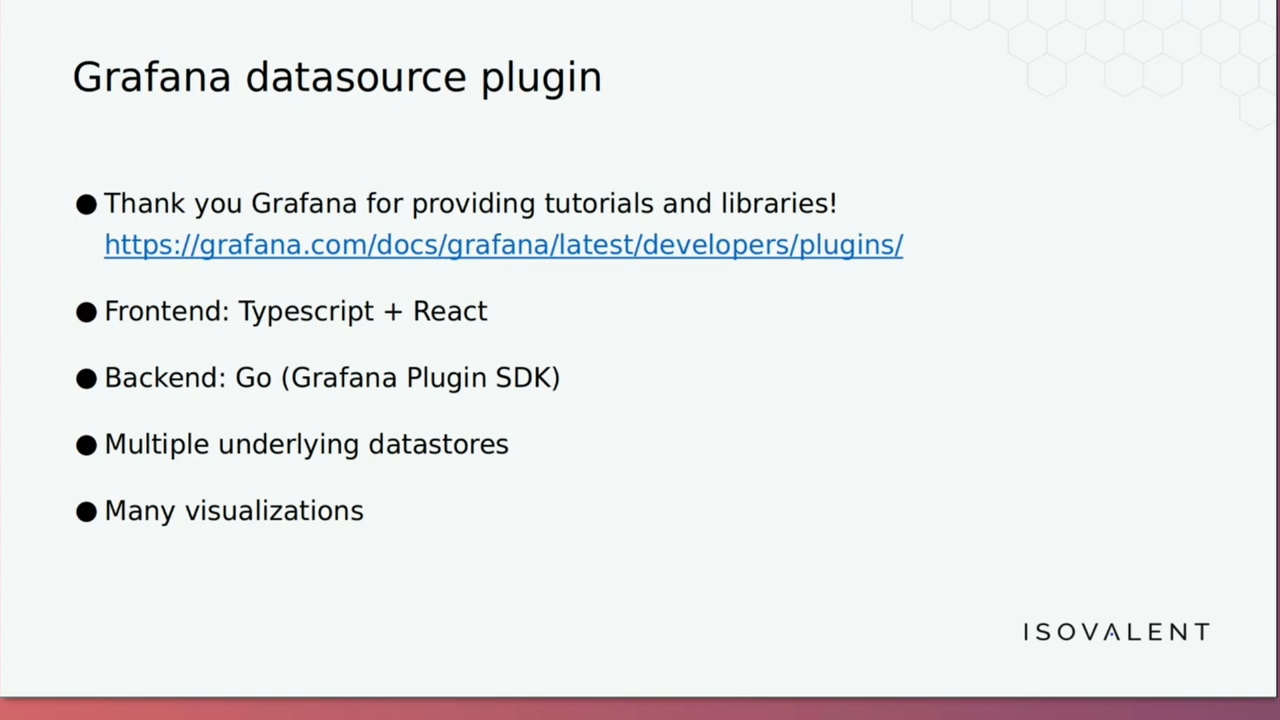 Grafana datasource plugin
● Thank you Grafana for providing tutorials and libraries!
https://grafana.com/docs/grafana/latest/developers/plugins/
● Frontend: Typescript + React
● Backend: Go (Grafana Plugin SDK)
● Multiple underlying datastores
● Many visualizations
ISOVALENT